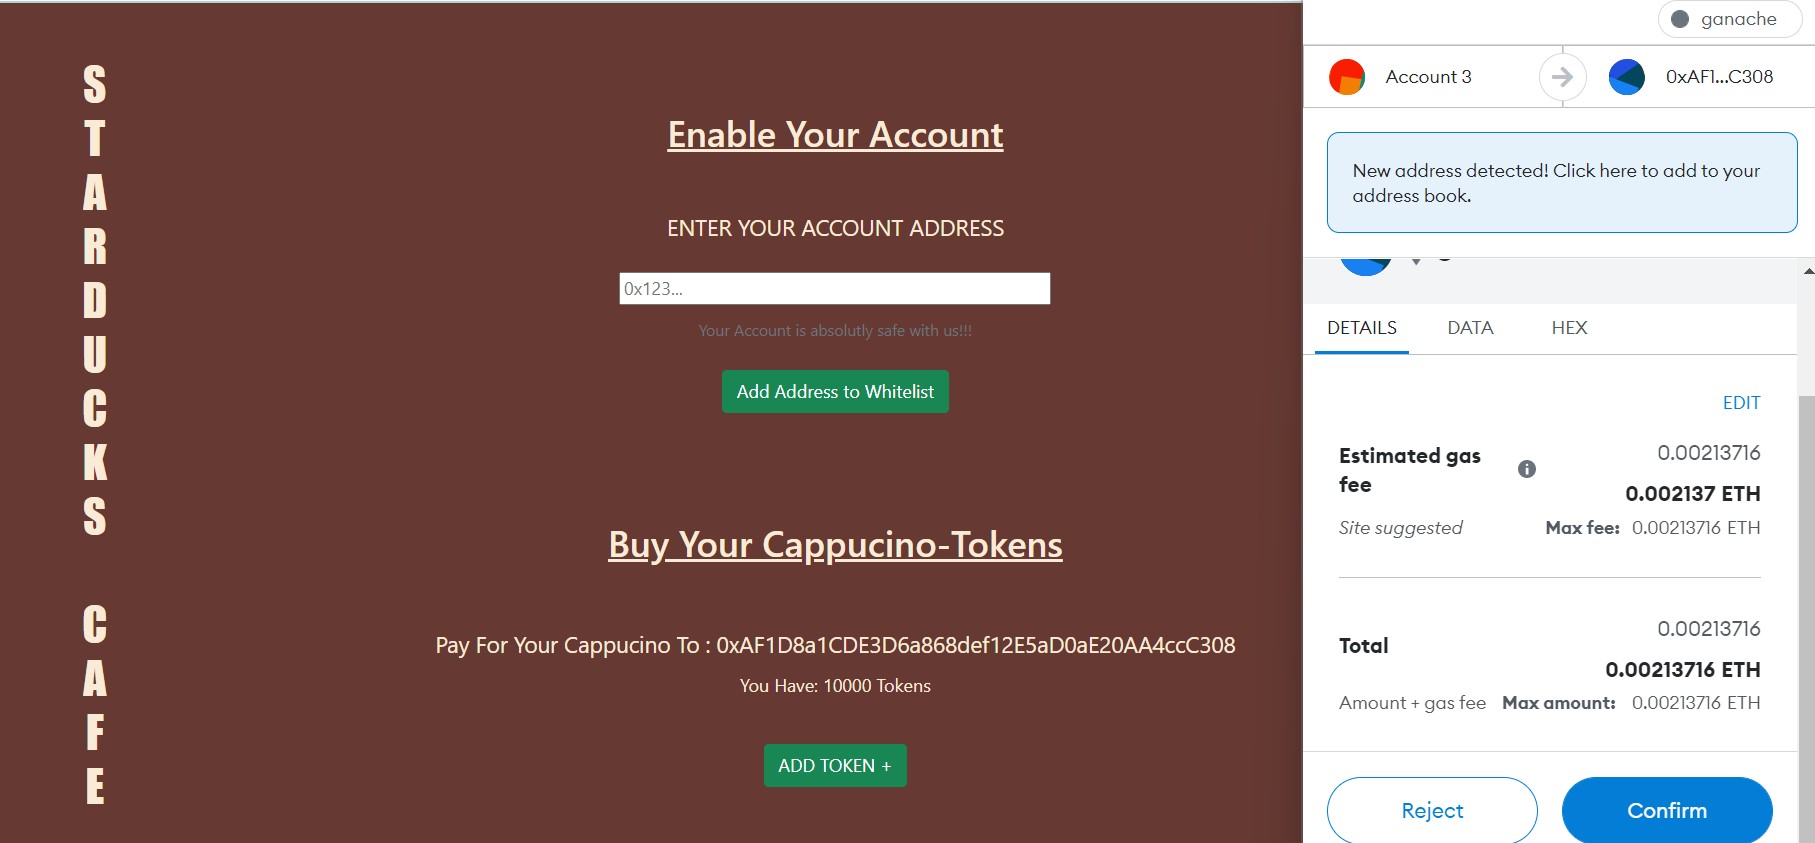 STARDUCKS CAFE
Enable Your Account
ENTER YOUR ACCOUNT ADDRESS
0x123...
Your Account is absolutly safe with us!!!
Add Address to Whitelist
Buy Your Cappucino-Tokens
Pay For Your Cappucino To : 0xAF1D8a1CDE3D6a868def12E5aD0aE20AA4ccC308
You Have: 10000 Tokens
ADD TOKEN +
ganache
Account 3
0xAF1...C308
New address detected! Click here to add to your
address book.
DETAILS DATA HEX
EDIT
Estimated gas
fee
0.00213716
0.002137 ETH
Site suggested
Max fee: 0.00213716 ETH
Total
0.00213716
0.00213716 ETH
Amount + gas fee
Max amount: 0.00213716 ETH
Reject
Confirm